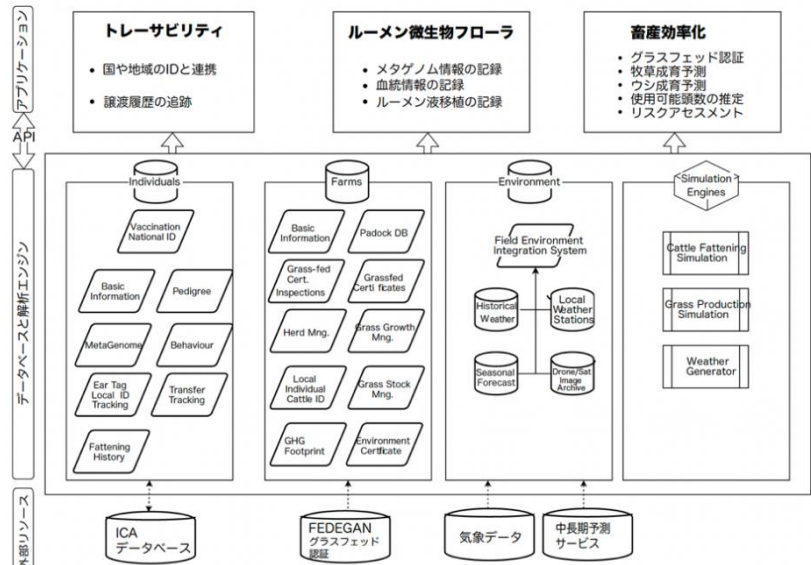 アプリケーション
API
データベースと解析エンジン
外部リソース
トレーサビリティ
• 国や地域のIDと連携
• 譲渡履歴の追跡
ルーメン微生物フローラ
• メタゲノム情報の記録
• 血統情報の記録
• ルーメン液移植の記録
畜産効率化
• グラスフェッド認証
• 牧草成育予測
• ウシ成育予測
• 使用可能頭数の推定
• リスクアセスメント
Individuals
Vaccination
National ID
Basic
Information
Pedigree
MetaGenome
Behaviour
Ear Tag
Local ID
Tracking
Transfer
Tracking
Fattening
History
Farms
Basic
Information
Padock DB
Grass-fed
Cert.
Inspections
Grassfed
Certificates
Herd Mng.
Grass Growth
Mng.
Local
Individual
Cattle ID
Grass Stock
Mng.
GHG
Footprint
Environment
Certficate
Environment
Field Environment
Integration System
Historical
Weather
Local
Weather
Stations
Seasonal
Forecast
Drone/Sat
Image
Archive
Simulation
Engines
Cattle Fattening
Simulation
Grass Production
Simulation
Weather
Generator
ICA
データベース
FEDEGAN
グラスフェッド
認証
気象データ
中長期予測
サービス